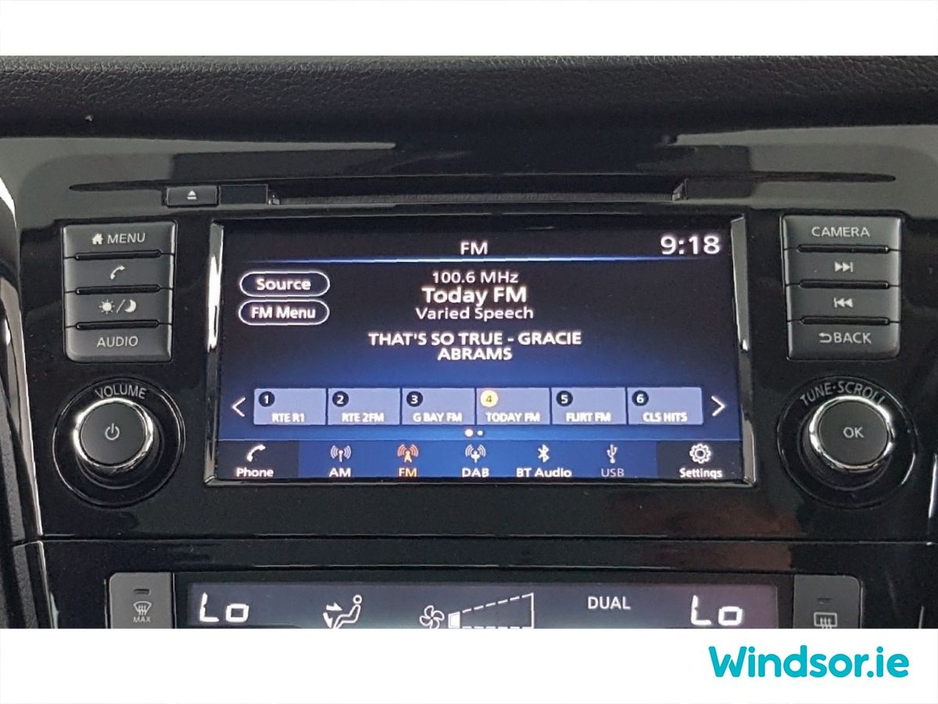 MENU
AUDIO
VOLUME
FM
9:18
Source
FM Menu
100.6 MHz
Today FM
Varied Speech
THAT'S SO TRUE - GRACIE
ABRAMS
1 2 3 4 5 6
RTE R1 RTE 2FM G BAY FM TODAY FM FLIRT FM CLS HITS
Phone AM FM DAB BT Audio USB Settings
CAMERA
BACK
TUNE·SCROLL
OK
MAX
Lo
DUAL
Lo
Windsor.ie